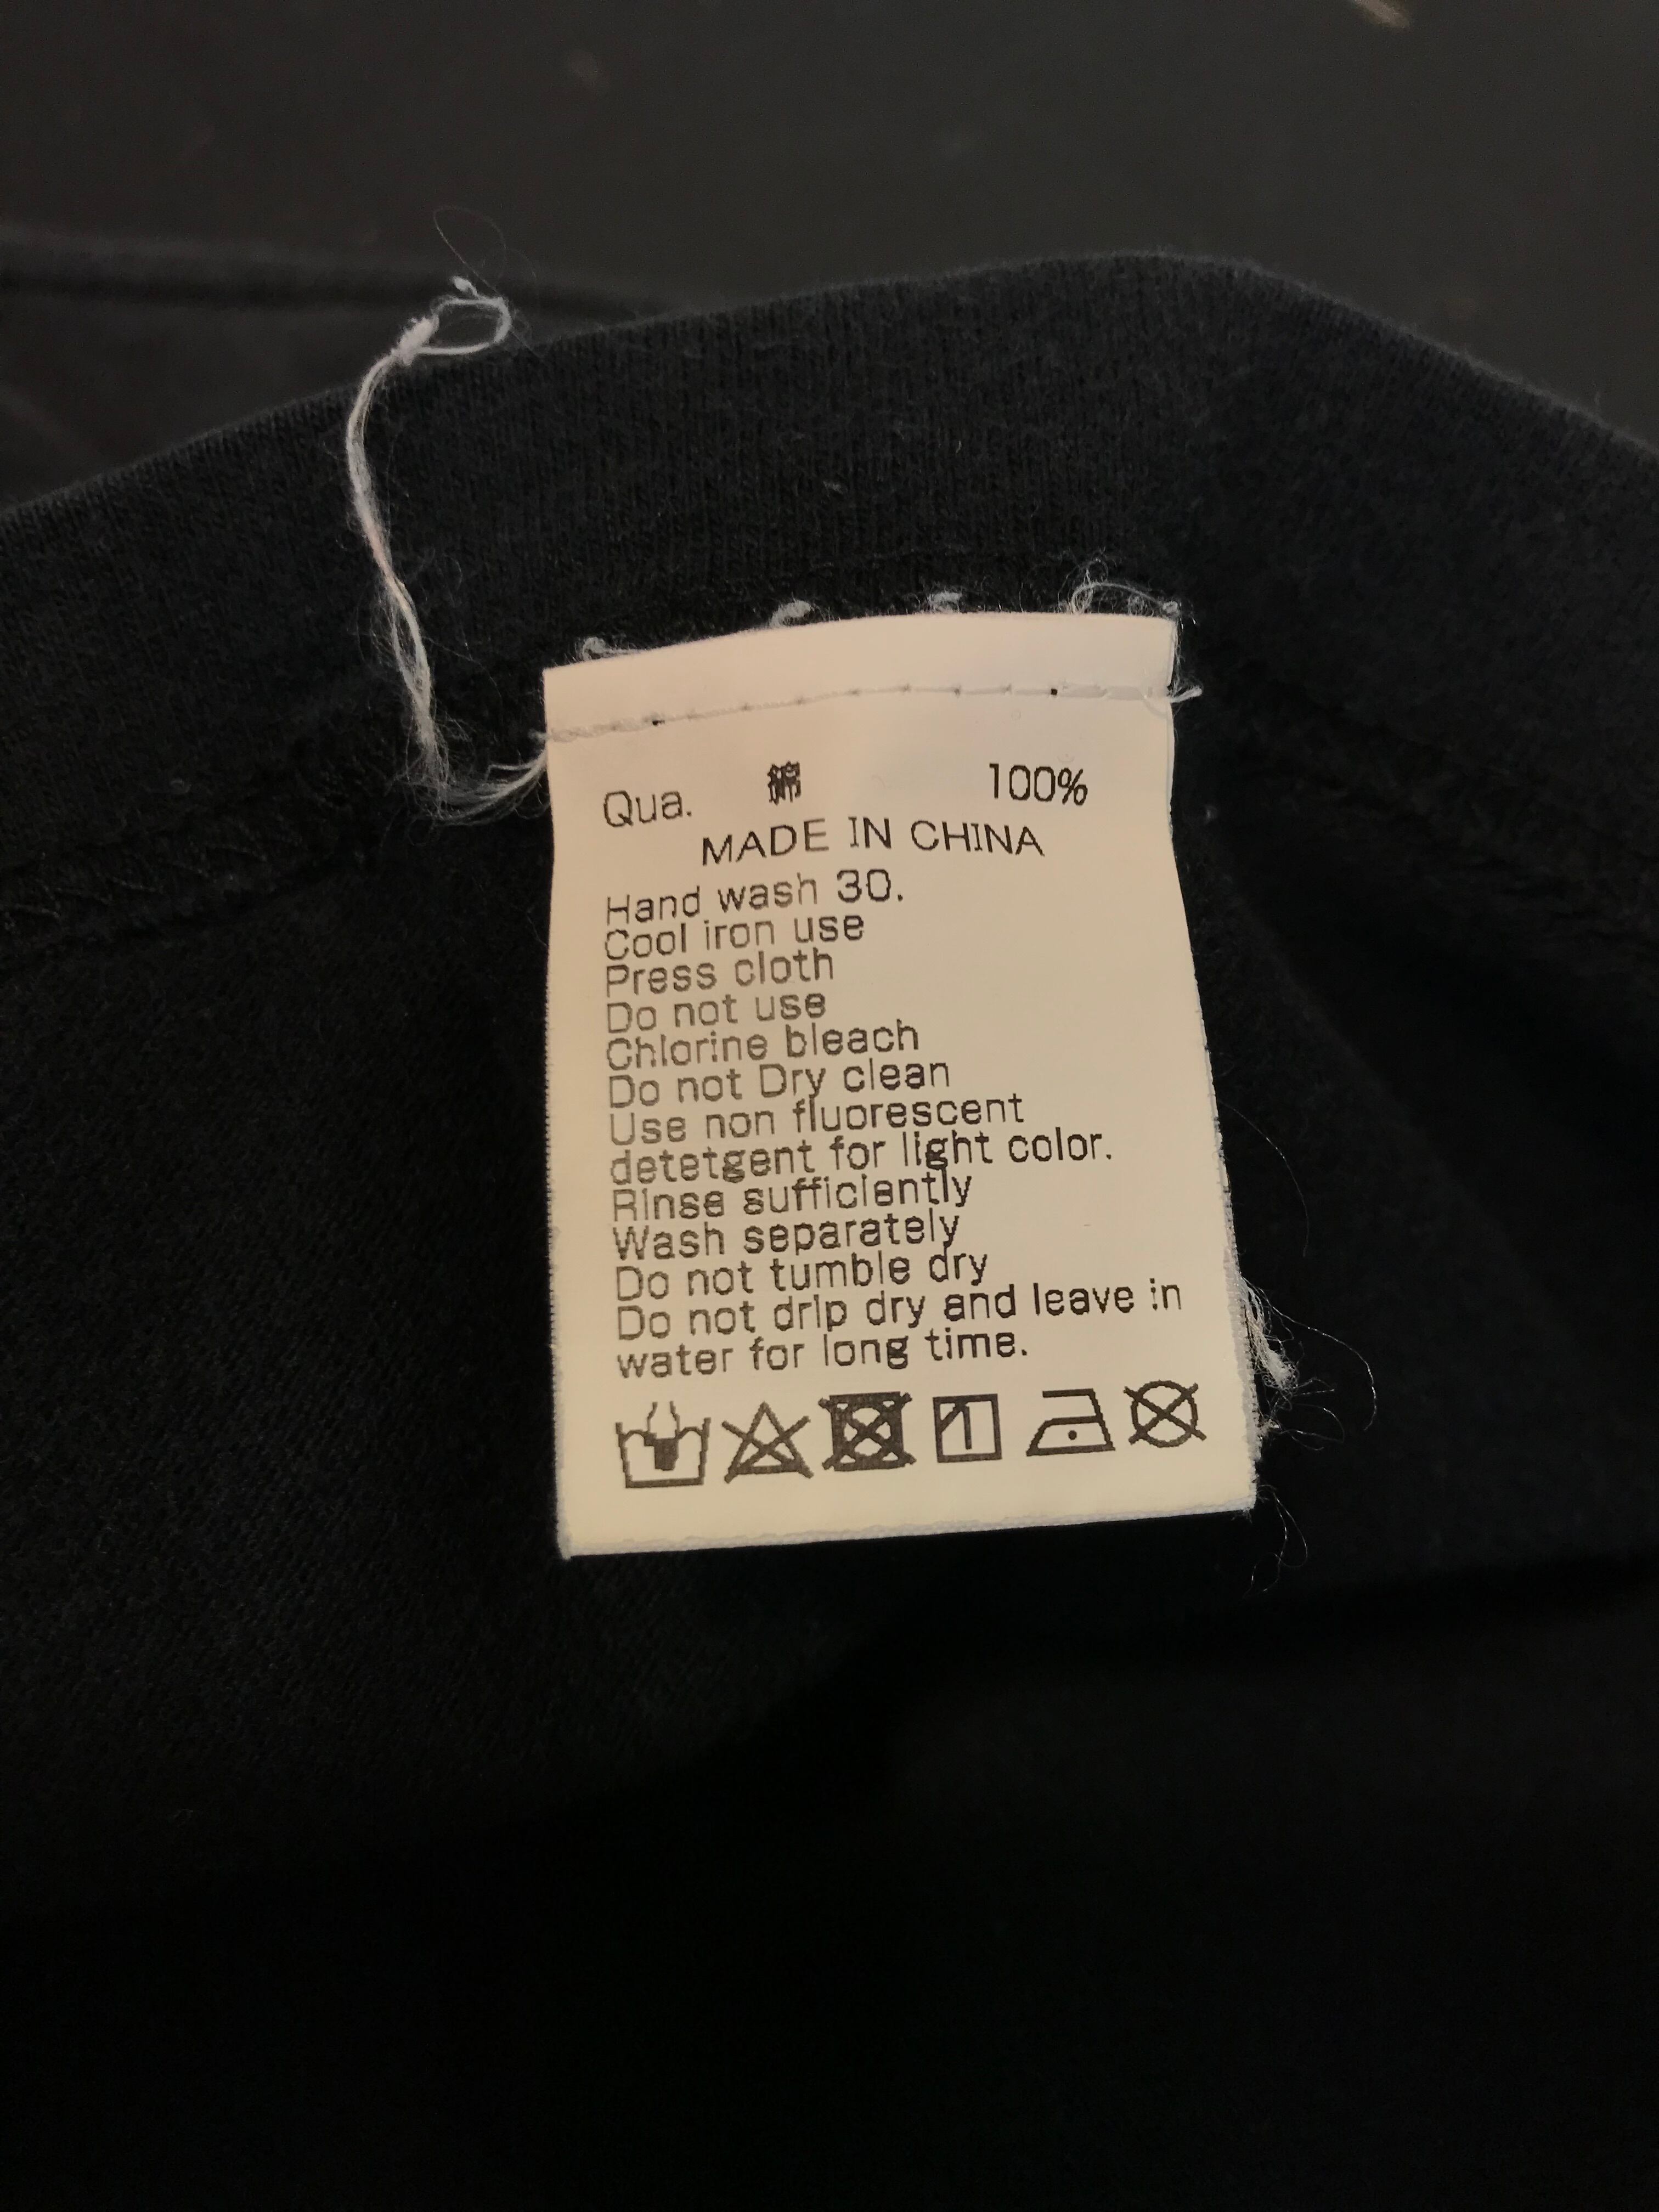 Qua. 綿 100%
MADE IN CHINA
Hand wash 30.
Cool iron use
Press cloth
Do not use
Chlorine bleach
Do not Dry clean
Use non fluorescent
detetgent for light color.
Rinse sufficiently
Wash separately
Do not tumble dry
Do not drip dry and leave in
water for long time.